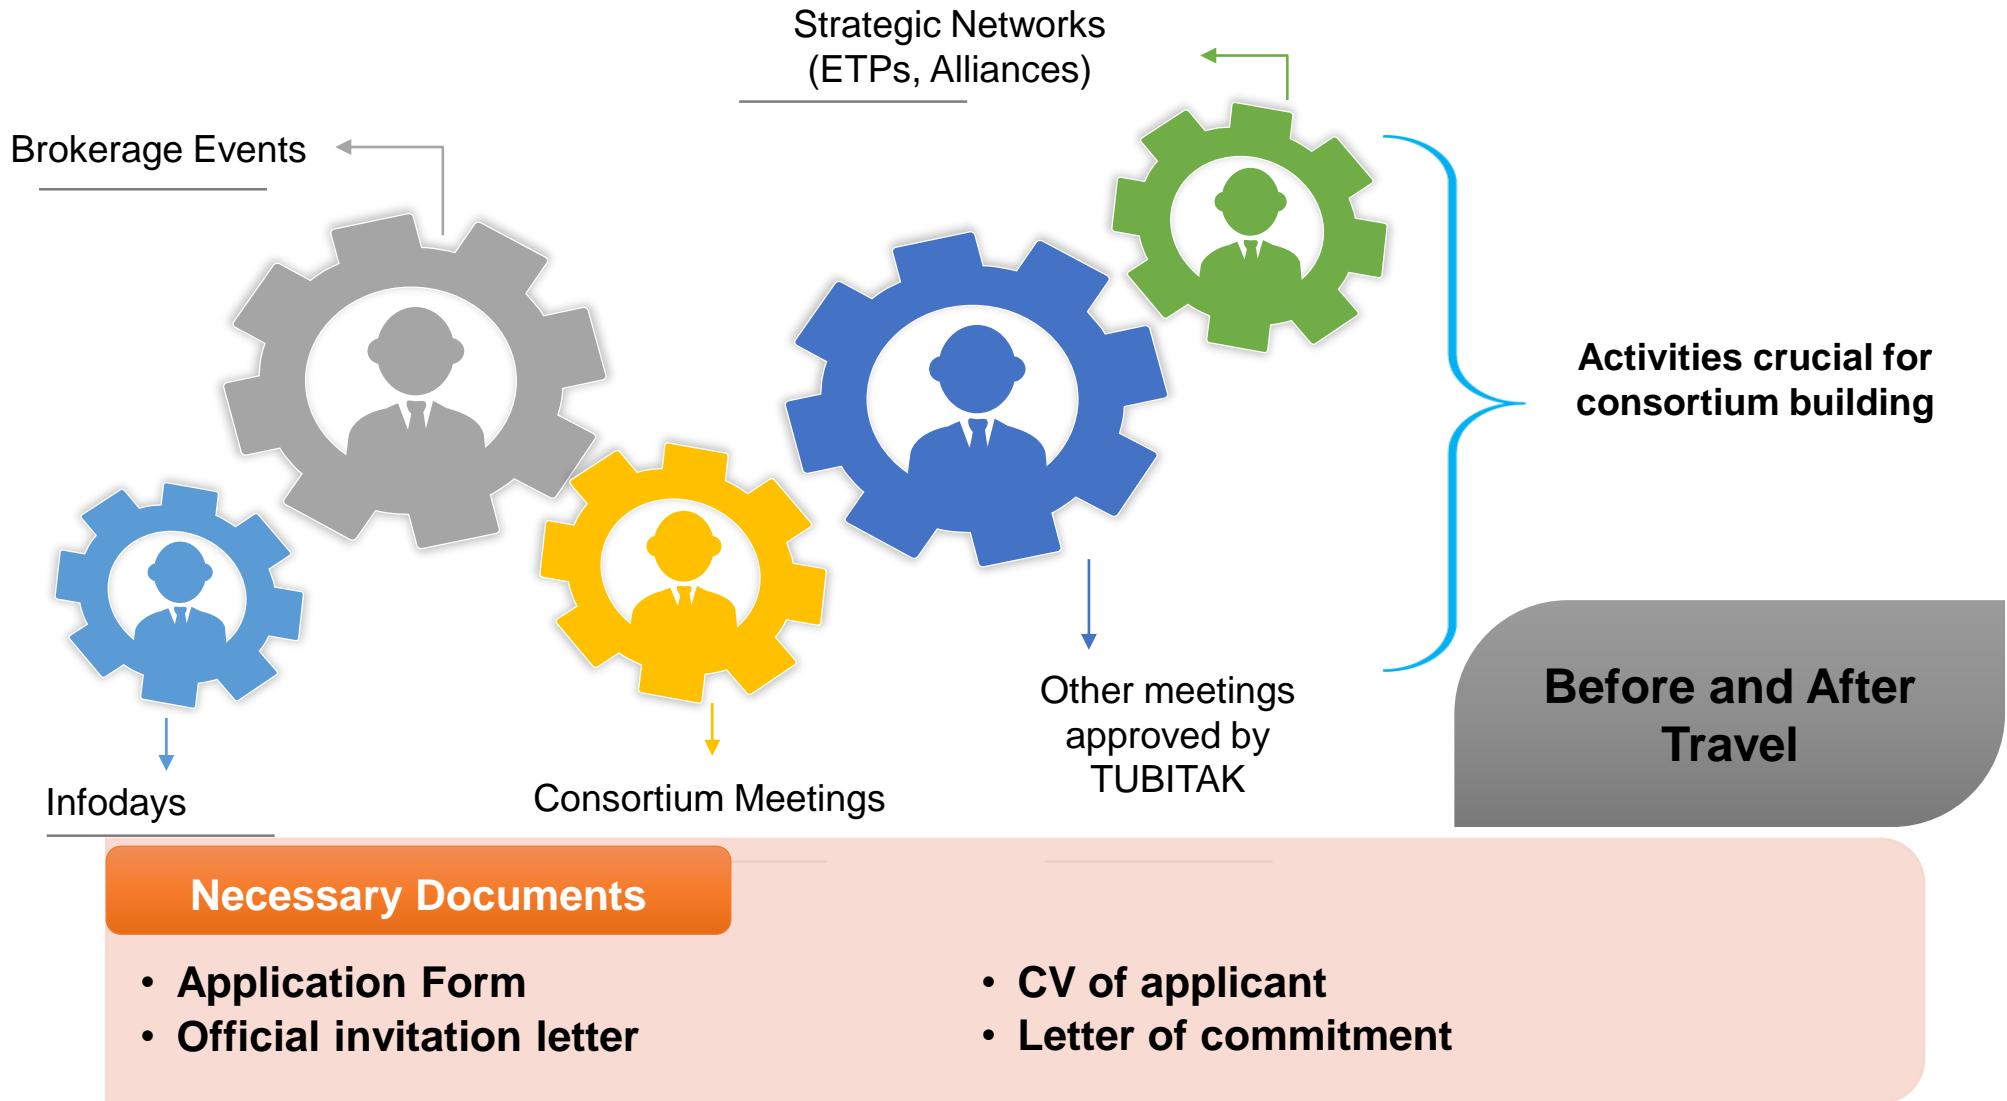 Strategic Networks
(ETPs, Alliances)
Brokerage Events
Activities crucial for
consortium building
Infodays
Consortium Meetings
Other meetings
approved by
TUBITAK
Before and After
Travel
Necessary Documents
• Application Form
• Official invitation letter
• CV of applicant
• Letter of commitment